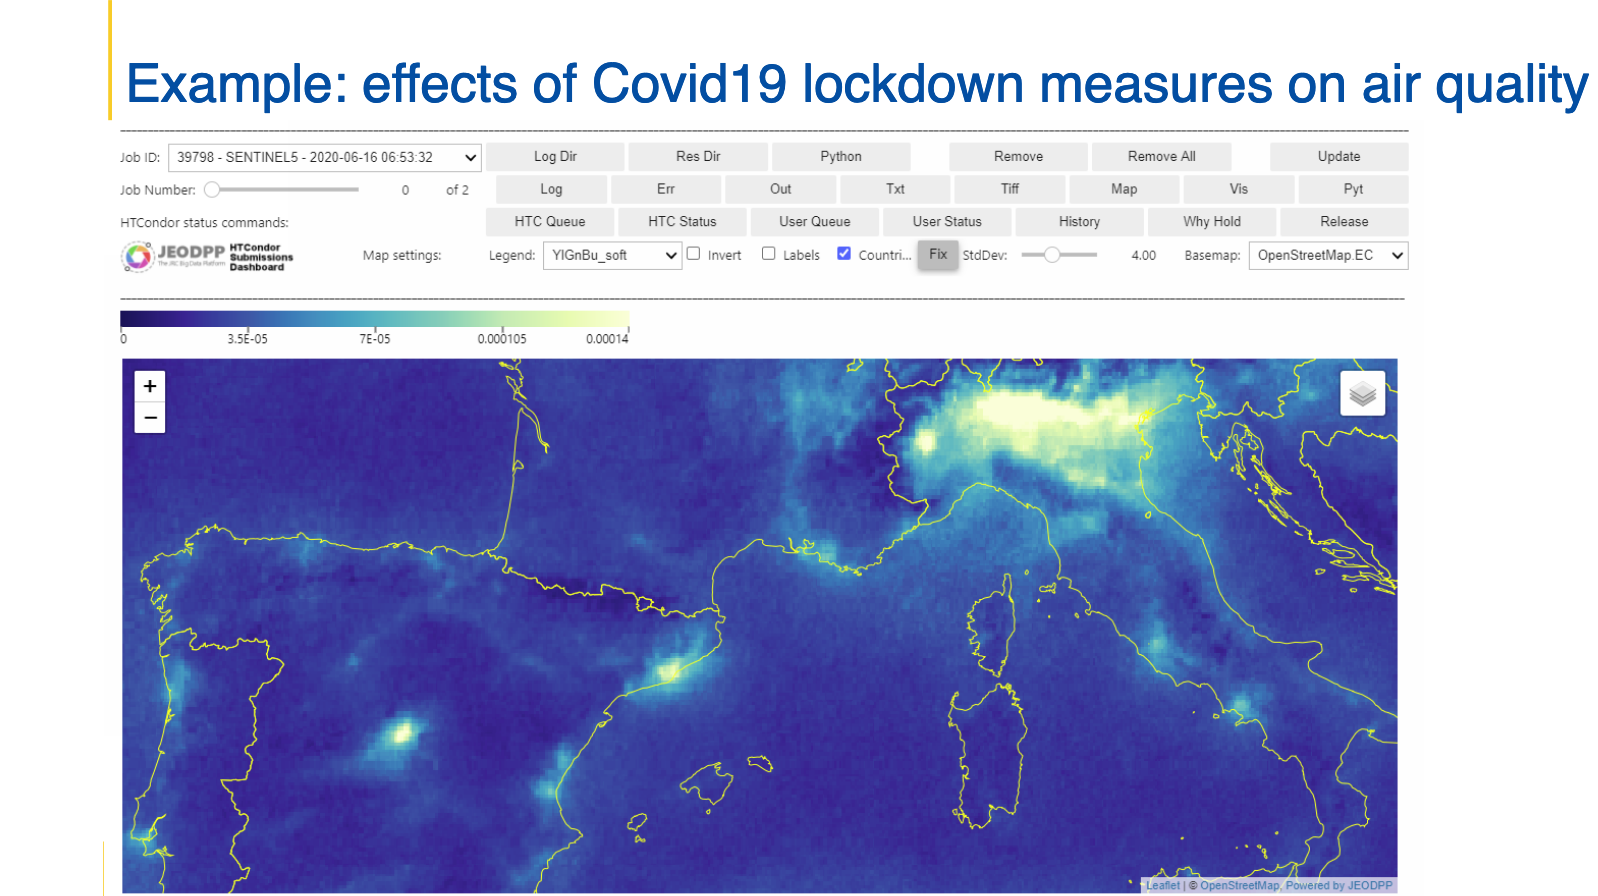 Example: effects of Covid19 lockdown measures on air quality
Job ID: 39798 - SENTINEL5 - 2020-06-16 06:53:32 Log Dir Res Dir Python Remove Remove All Update
Job Number: 0 of 2 Log Err Out Txt Tiff Map Vis Pyt
HTCondor status commands: HTC Queue HTC Status User Queue User Status History Why Hold Release
JEODPP The JRC Big Data Platform HTCondor Submissions Dashboard Map settings: Legend: YlGnBu_soft Invert Labels Countri... Fix StdDev: 4.00 Basemap: OpenStreetMap.EC
0 3.5E-05 7E-05 0.000105 0.00014
+
−
Leaflet | © OpenStreetMap, Powered by JEODPP